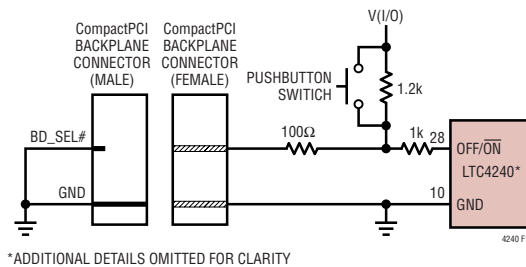 V(I/O)
CompactPCI
BACKPLANE
CONNECTOR
(MALE)
CompactPCI
BACKPLANE
CONNECTOR
(FEMALE)
PUSHBUTTON
SWITICH
1.2k
100Ω
1k
28
BD_SEL#
OFF/ON
LTC4240*
GND
10
GND
4240 F
*ADDITIONAL DETAILS OMITTED FOR CLARITY